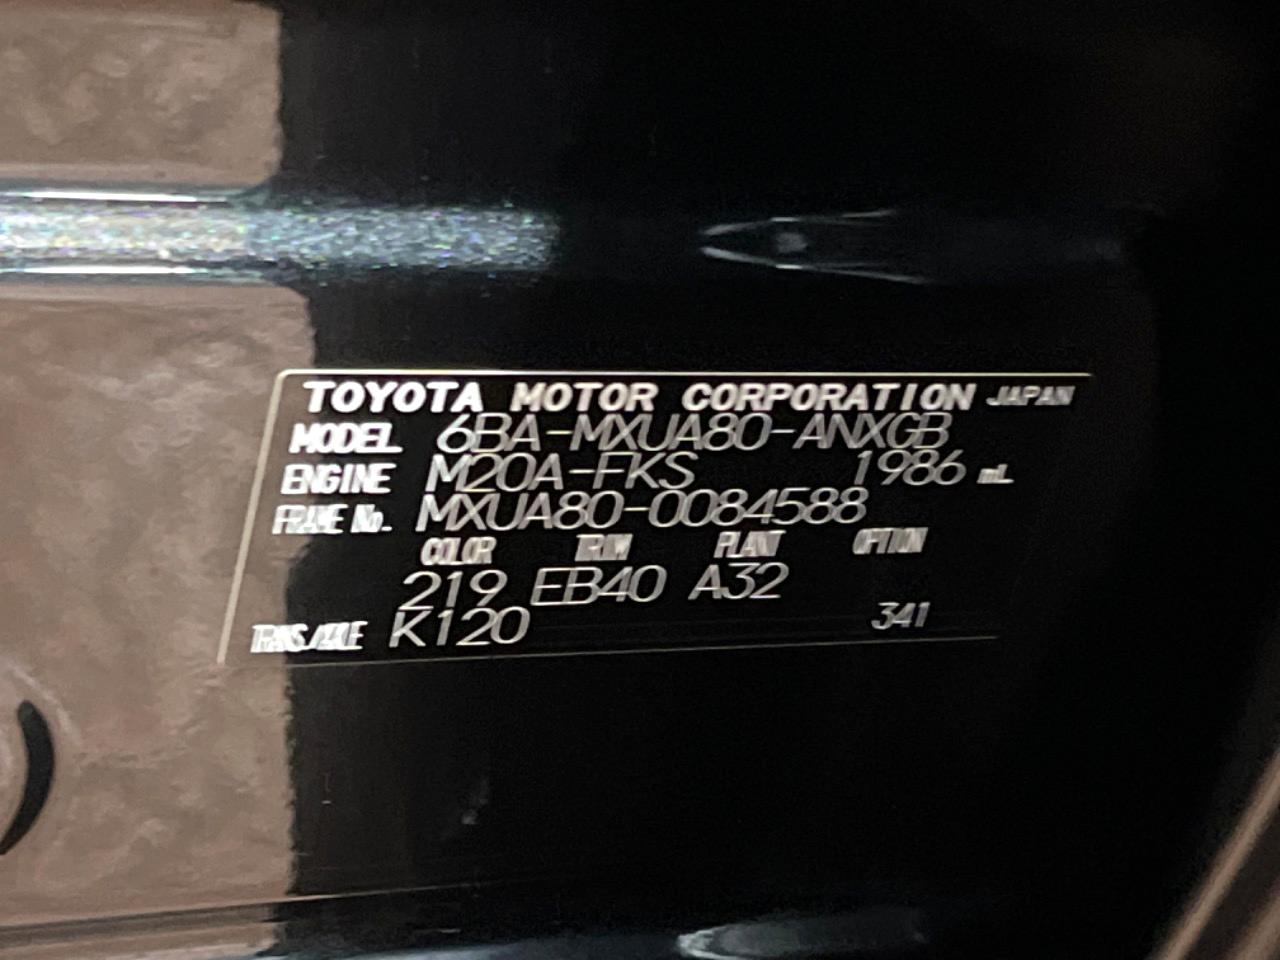 TOYOTA MOTOR CORPORATION JAPAN
MODEL 6BA-MXUA80-ANXGB
ENGINE M20A-FKS 1986 mL
FRAME No. MXUA80-0084588
COLOR TRIM PLANT OPTION
219 EB40 A32
TRANS./AXLE K120 341